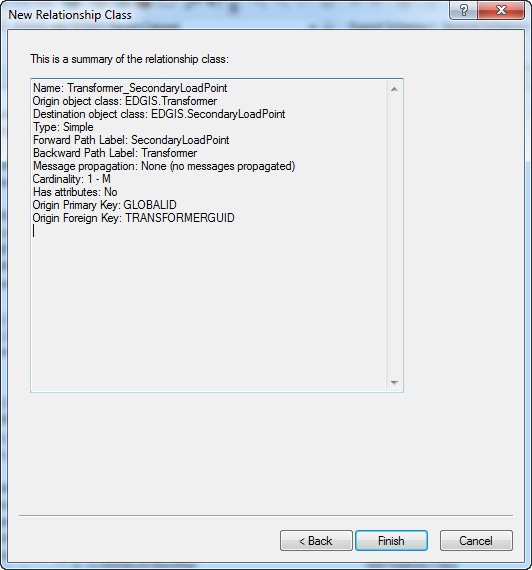 New Relationship Class
?
This is a summary of the relationship class:
Name: Transformer_SecondaryLoadPoint
Origin object class: EDGIS.Transformer
Destination object class: EDGIS.SecondaryLoadPoint
Type: Simple
Forward Path Label: SecondaryLoadPoint
Backward Path Label: Transformer
Message propagation: None (no messages propagated)
Cardinality: 1 - M
Has attributes: No
Origin Primary Key: GLOBALID
Origin Foreign Key: TRANSFORMERGUID
< Back Finish Cancel